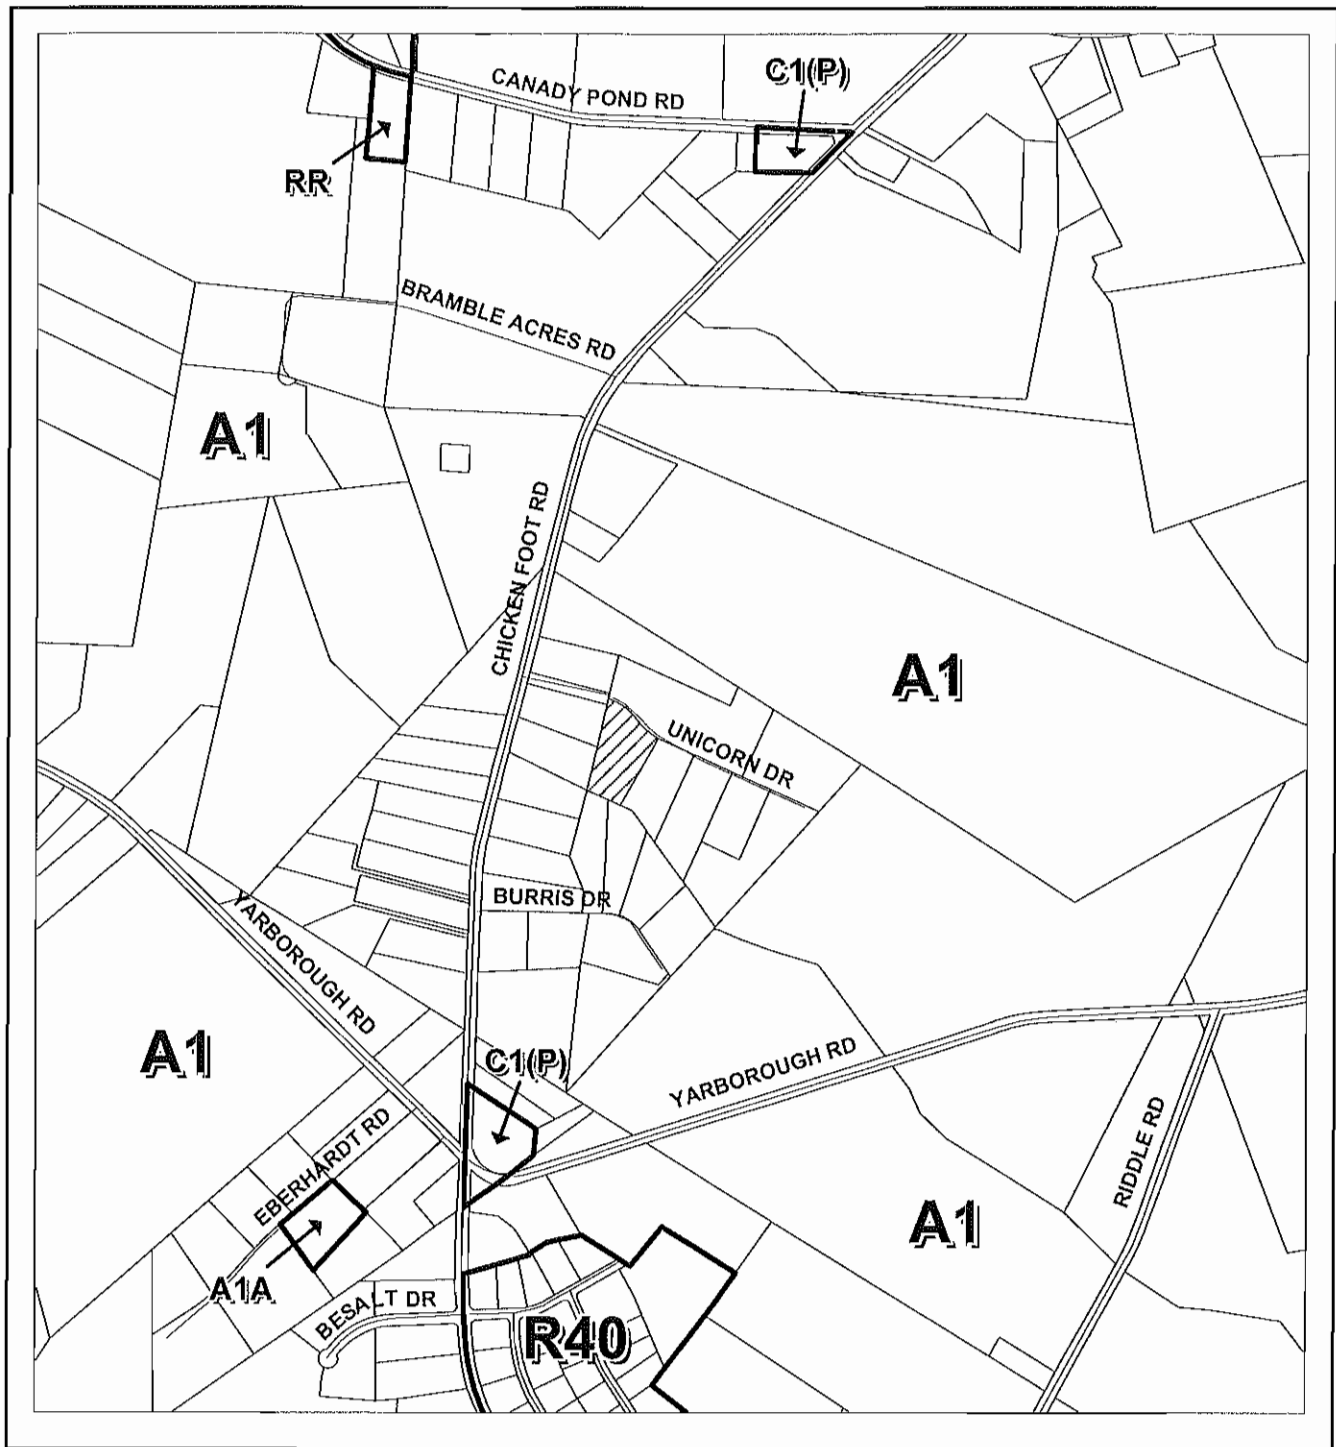 C1(P)
CANADY POND RD
RR
BRAMBLE ACRES RD
A1
CHICKEN FOOT RD
A1
UNICORN DR
BURRIS DR
YARBOROUGH RD
A1
C1(P)
YARBOROUGH RD
RIDDLE RD
EBERHARDT RD
A1
A1A
BESALT DR
R40